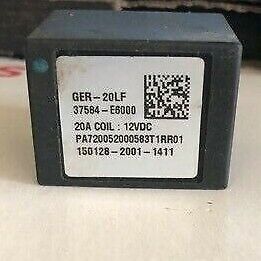 GER-20LF
37584-E6000
20A COIL : 12VDC
PA720052000583T1RR01
150128-2001-1411